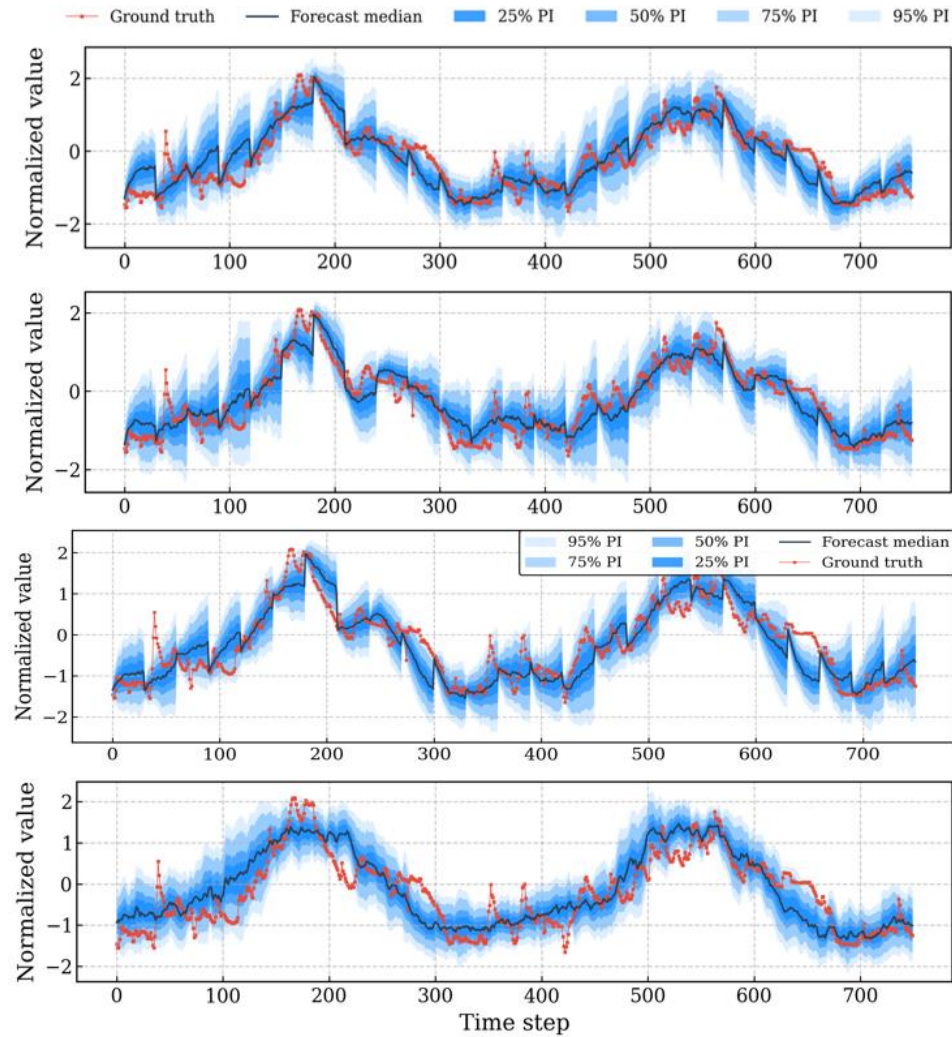 Ground truth Forecast median 25% PI 50% PI 75% PI 95% PI
Normalized value
2
0
−2
0 100 200 300 400 500 600 700
Normalized value
2
0
−2
0 100 200 300 400 500 600 700
95% PI 50% PI Forecast median
75% PI 25% PI Ground truth
Normalized value
2
1
0
−1
−2
0 100 200 300 400 500 600 700
Normalized value
2
1
0
−1
−2
0 100 200 300 400 500 600 700
Time step